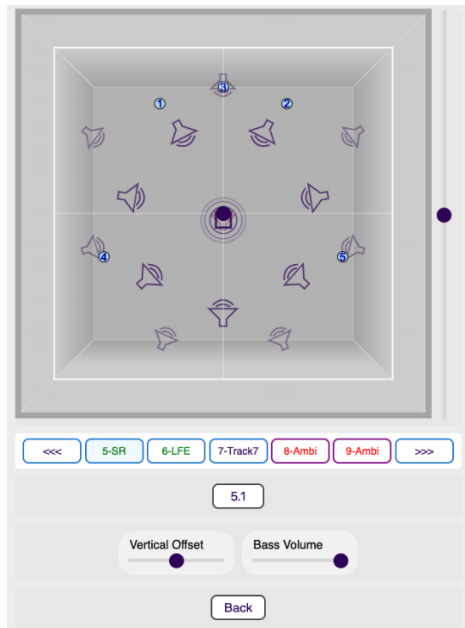 3
1 2
4 5
<<< 5-SR 6-LFE 7-Track7 8-Ambi 9-Ambi >>>
5.1
Vertical Offset Bass Volume
Back